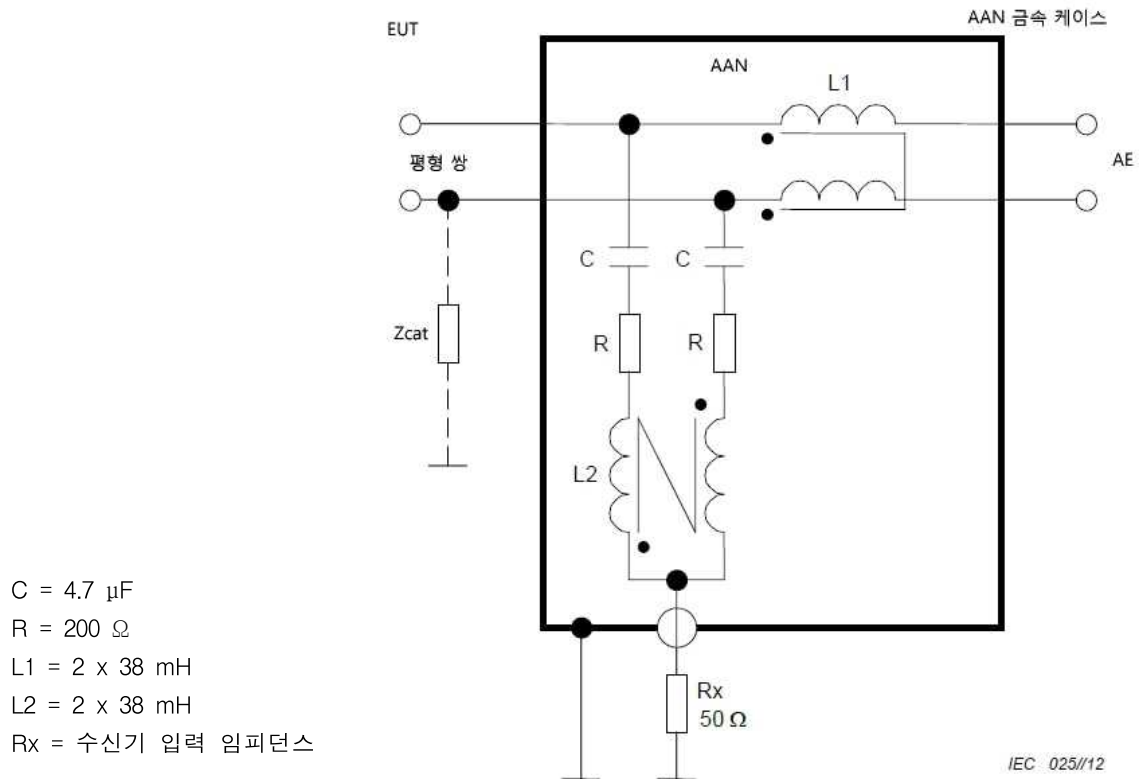 AAN 금속 케이스
EUT
AAN
L1
평형 쌍
AE
C
C
Zcat
R
R
L2
C = 4.7 μF
R = 200 Ω
L1 = 2 x 38 mH
L2 = 2 x 38 mH
Rx = 수신기 입력 임피던스
Rx
50 Ω
IEC 025//12